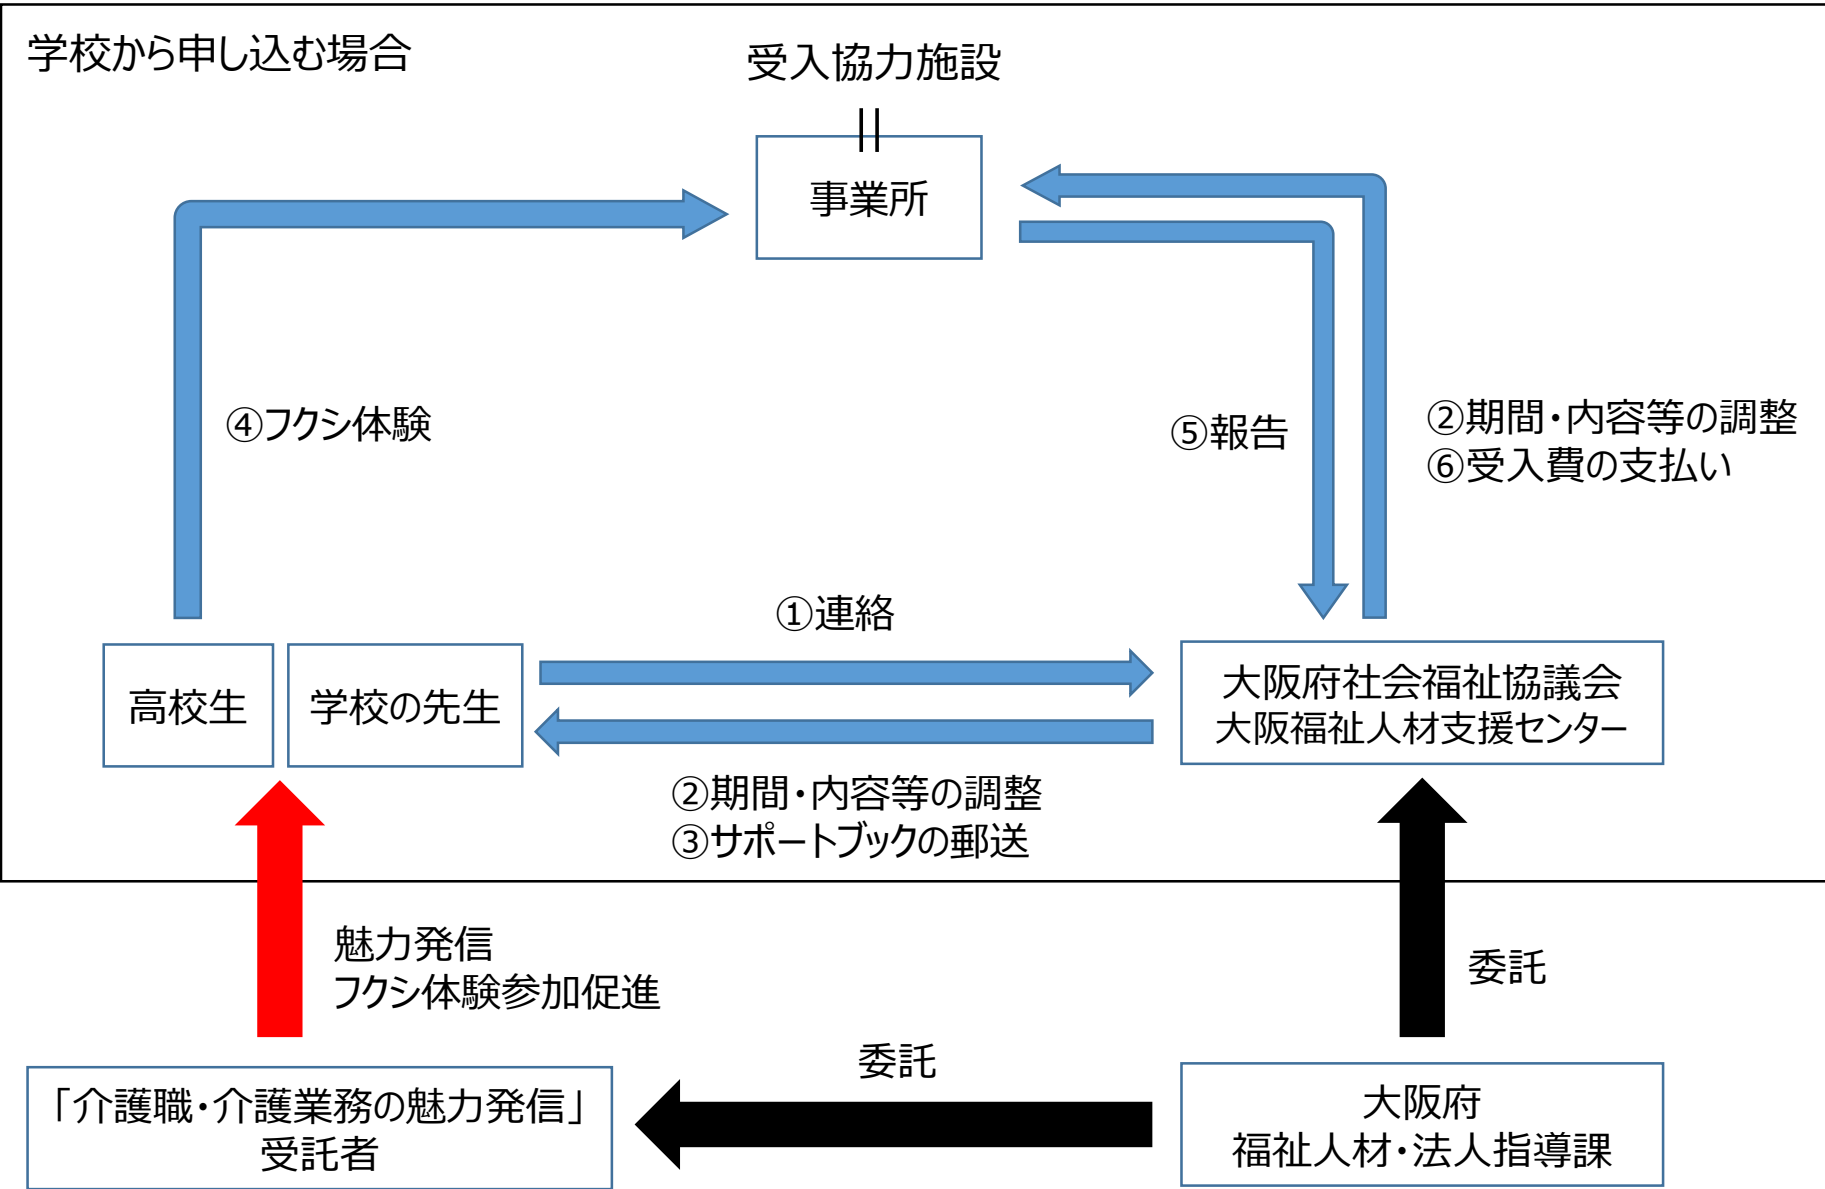 学校から申し込む場合
受入協力施設
事業所
④フクシ体験
⑤報告
②期間・内容等の調整
⑥受入費の支払い
①連絡
高校生
学校の先生
大阪府社会福祉協議会
大阪福祉人材支援センター
②期間・内容等の調整
③サポートブックの郵送
魅力発信
フクシ体験参加促進
委託
委託
「介護職・介護業務の魅力発信」
受託者
大阪府
福祉人材・法人指導課